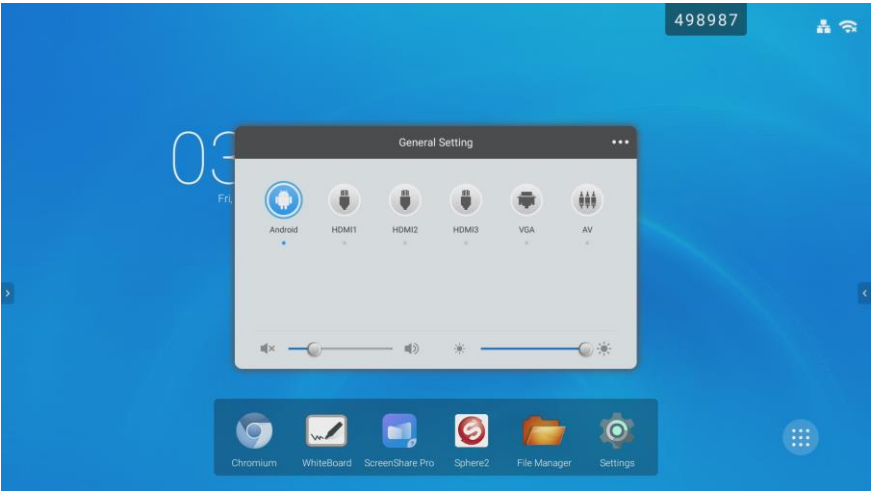 498987
03
General Setting
Fri,
Android HDMI1 HDMI2 HDMI3 VGA AV
Chromium WhiteBoard ScreenShare Pro Sphere2 File Manager Settings